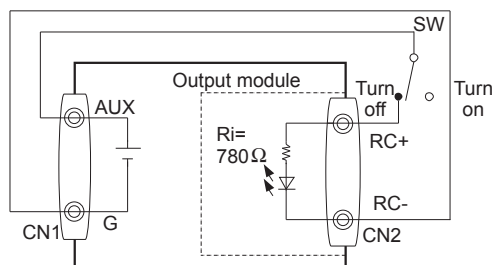 SW
Output module
Turn
off
Turn
on
AUX
Ri=
780Ω
RC+
RC-
G
CN1
CN2